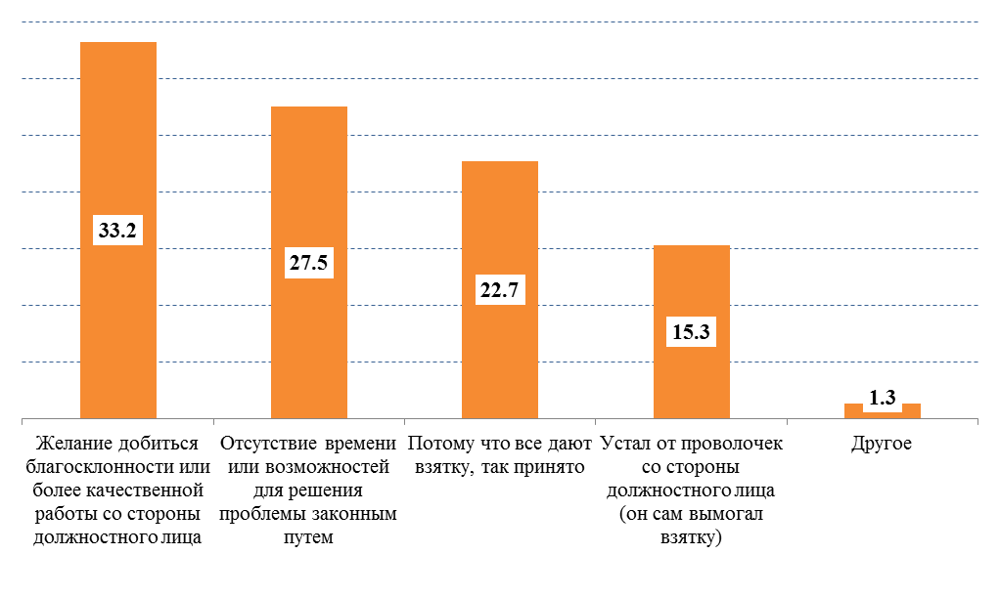 33.2
27.5
22.7
15.3
1.3
Желание добиться
благосклонности или
более качественной
работы со стороны
должностного лица
Отсутствие времени
или возможностей
для решения
проблемы законным
путем
Потому что все дают
взятку, так принято
Устал от проволочек
со стороны
должностного лица
(он сам вымогал
взятку)
Другое